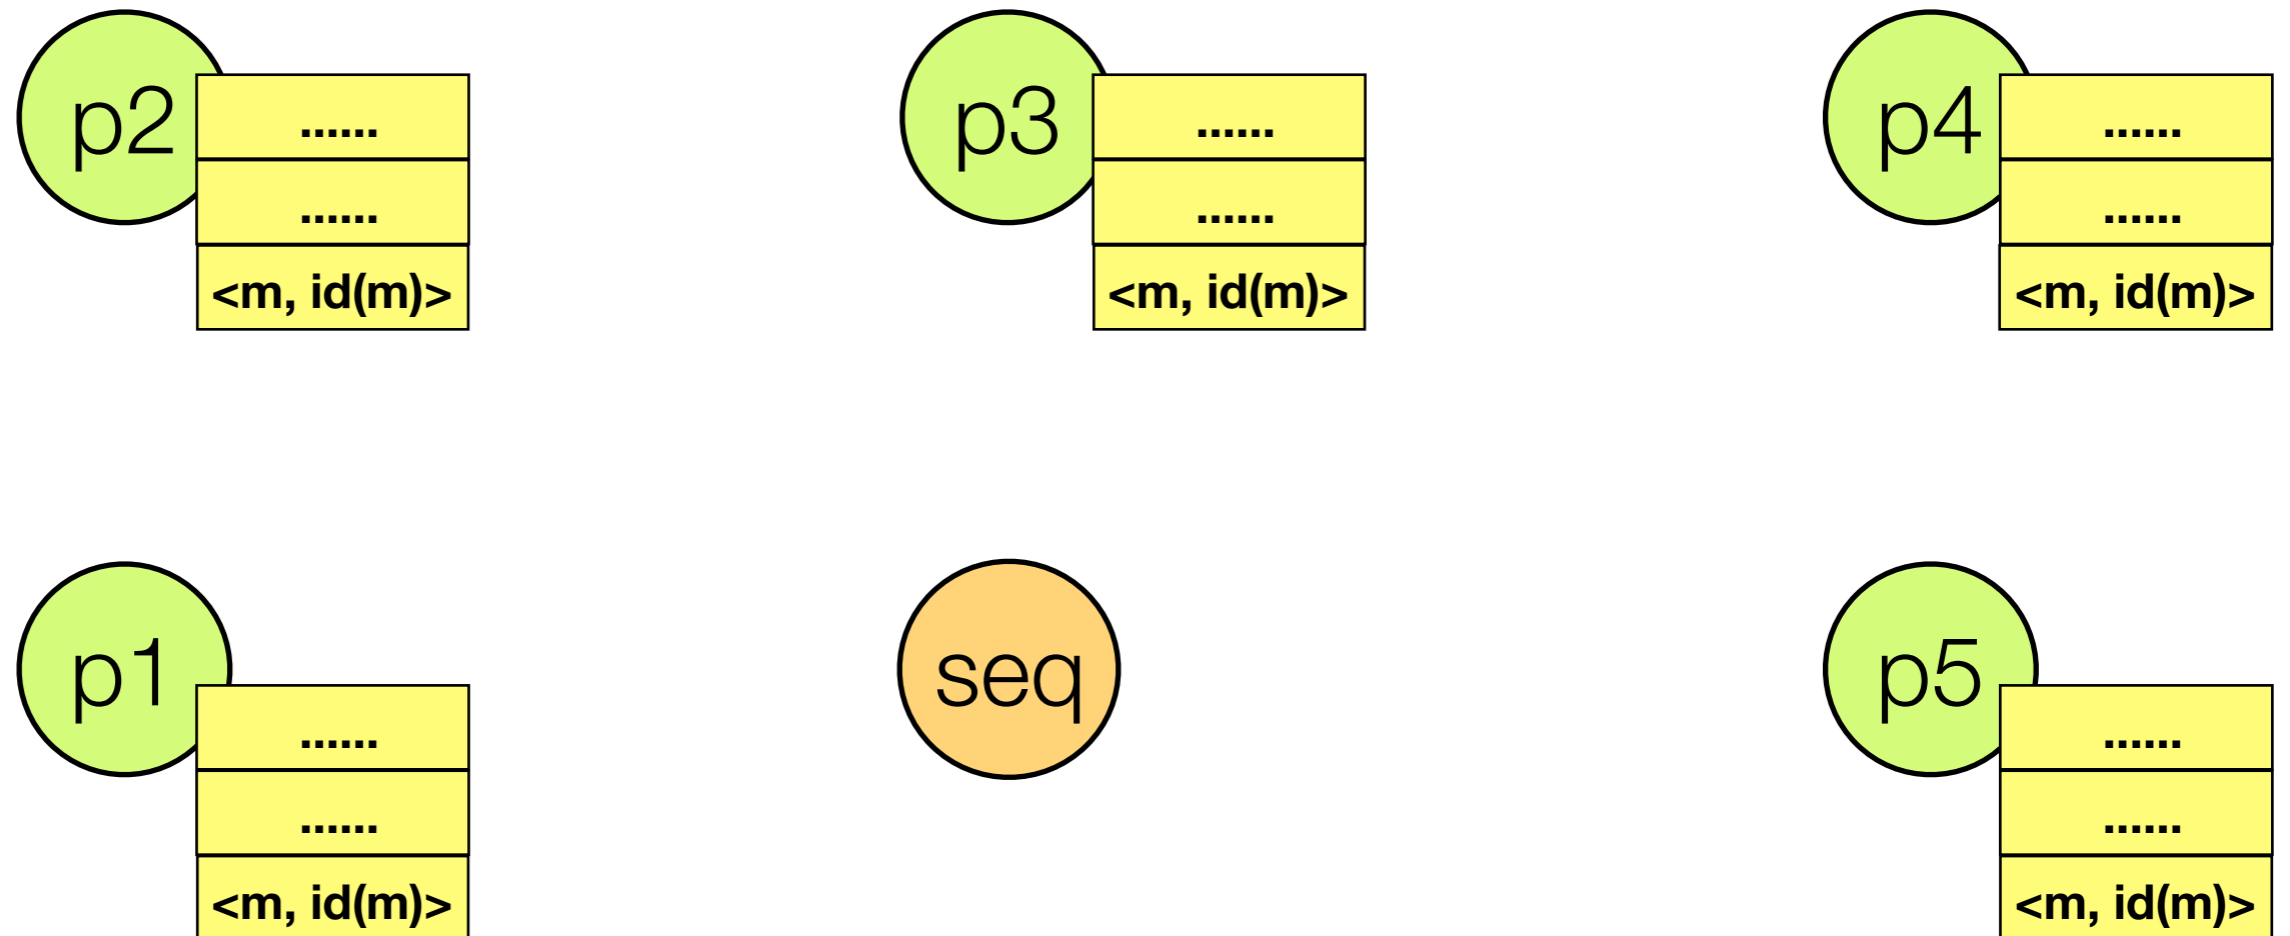 p2
......
......
<m, id(m)>
p3
......
......
<m, id(m)>
p4
......
......
<m, id(m)>
p1
......
......
<m, id(m)>
seq
p5
......
......
<m, id(m)>